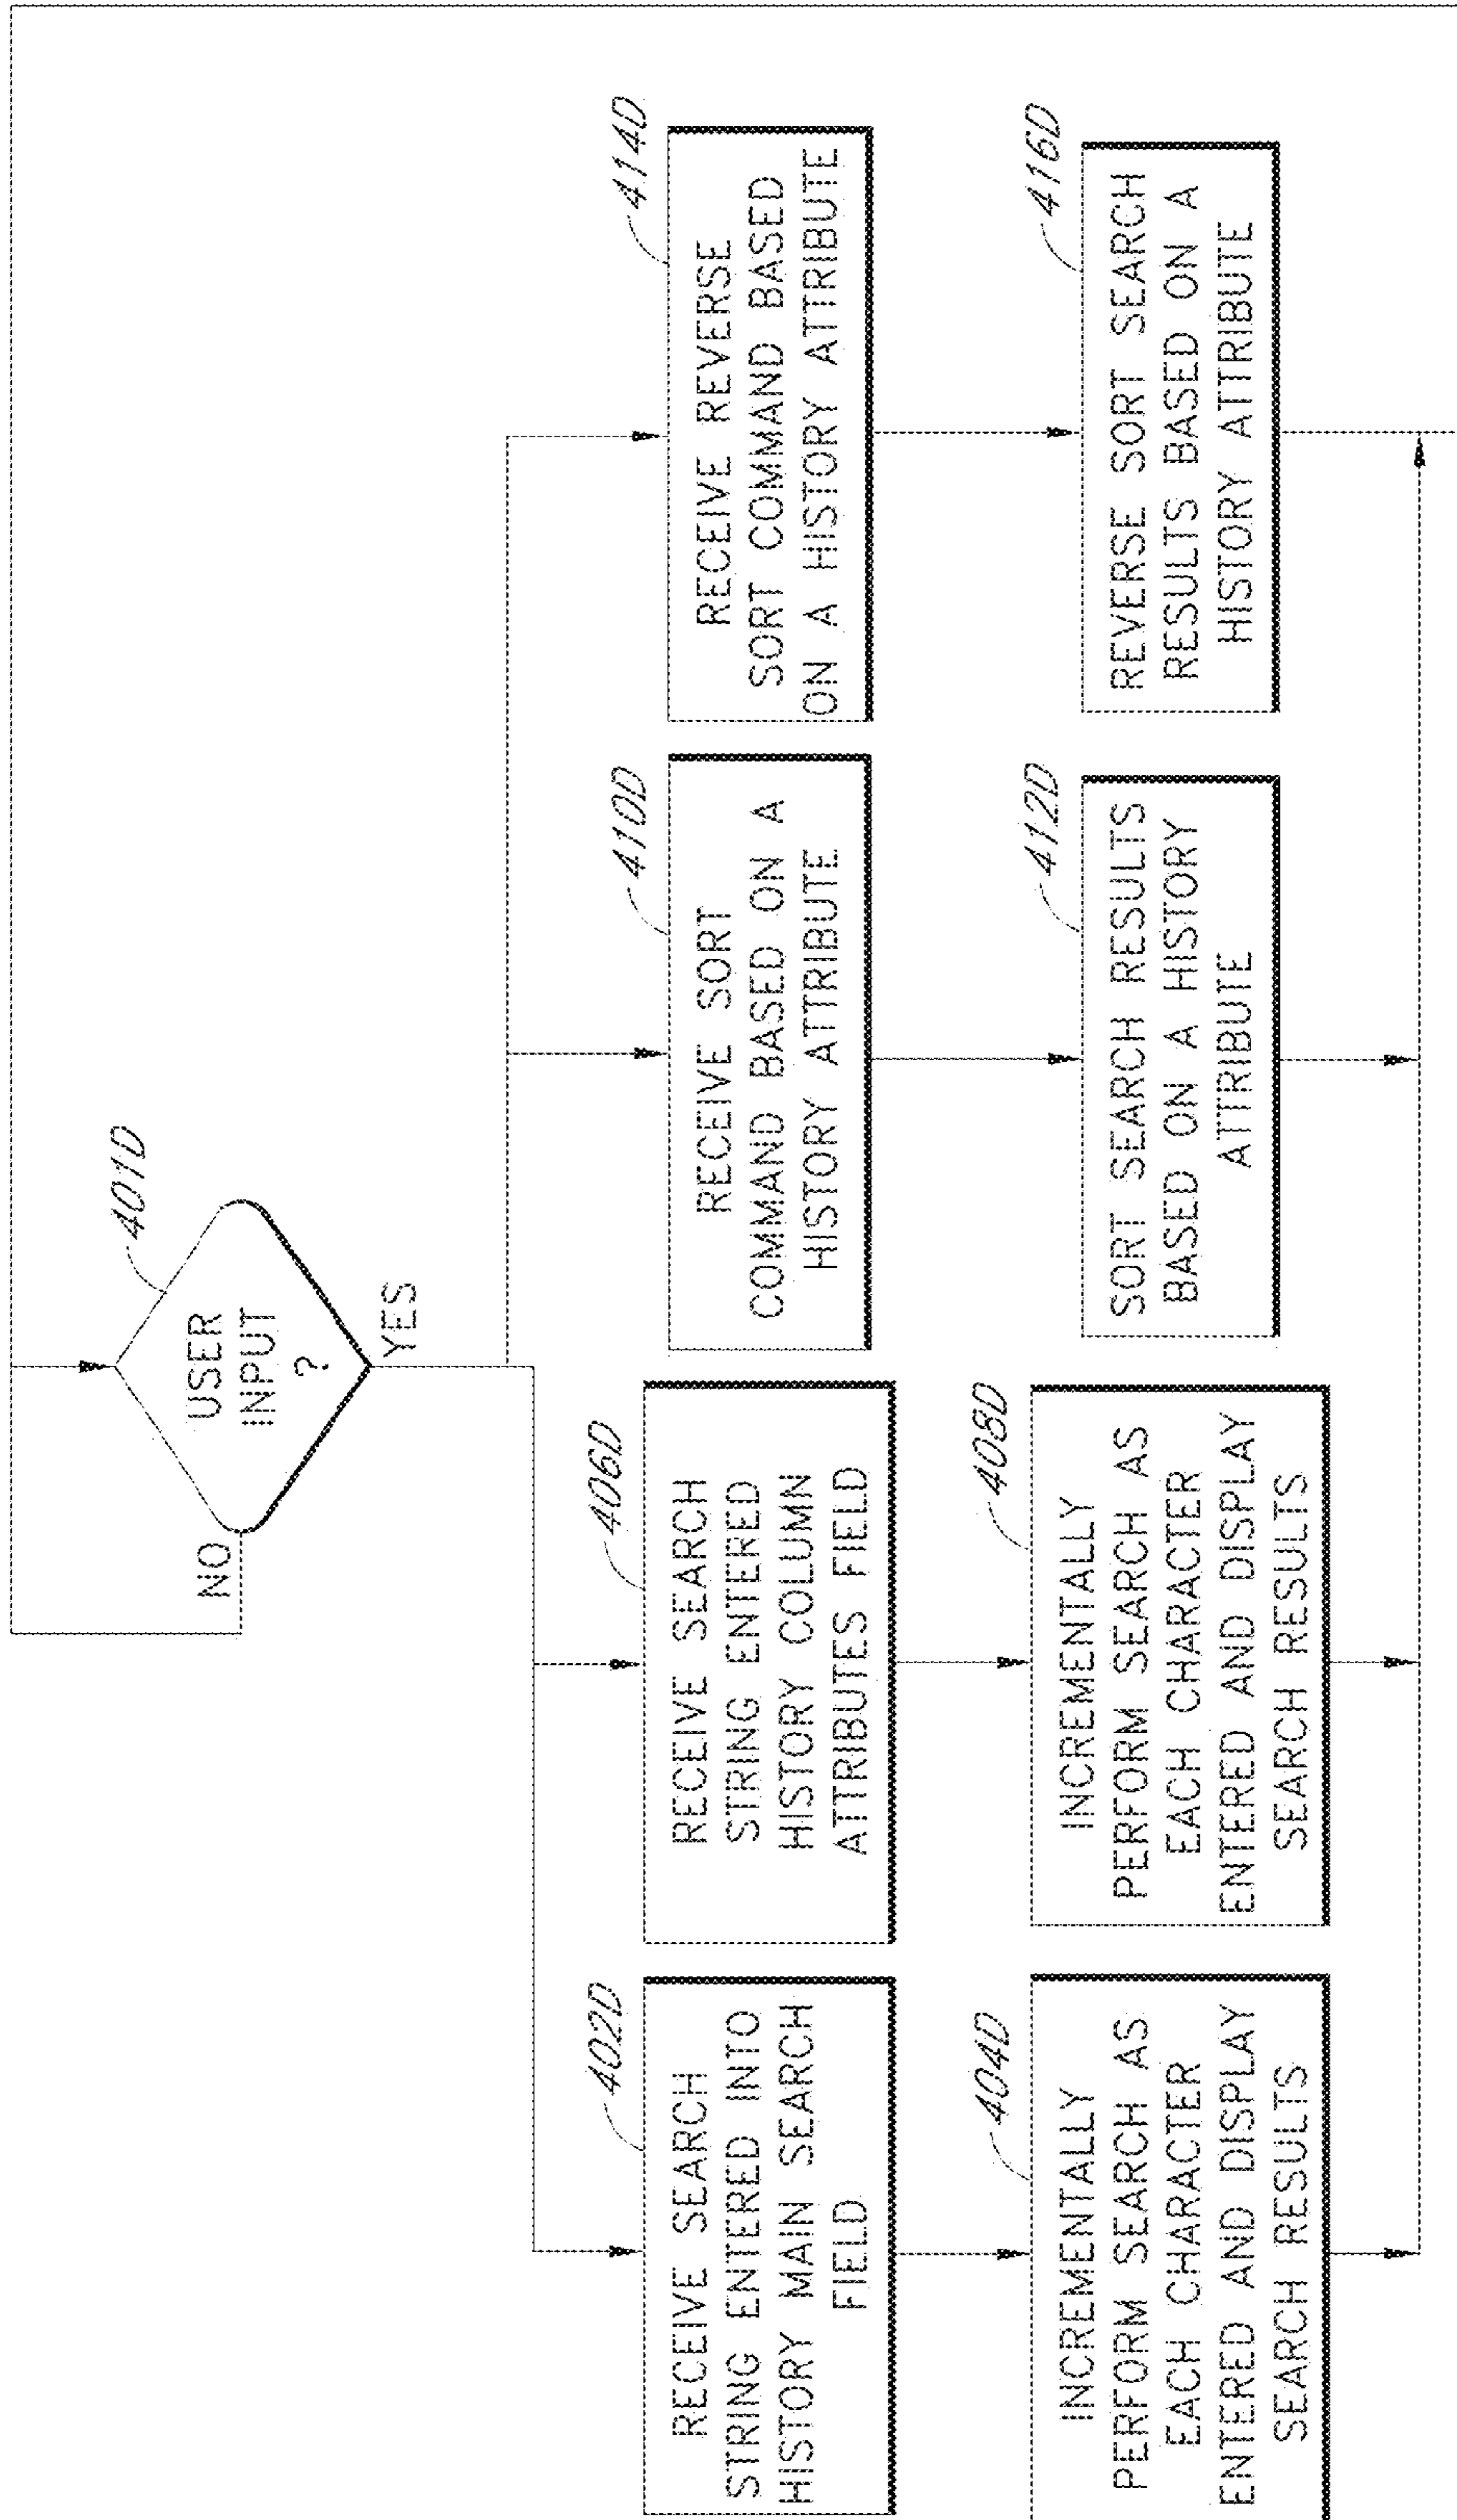 401D
USER
INPUT
?
NO
YES
402D
RECEIVE SEARCH
STRING ENTERED INTO
HISTORY MAIN SEARCH
FIELD
406D
RECEIVE SEARCH
STRING ENTERED
HISTORY COLUMN
ATTRIBUTES FIELD
410D
RECEIVE SORT
COMMAND BASED ON A
HISTORY ATTRIBUTE
414D
RECEIVE REVERSE
SORT COMMAND BASED
ON A HISTORY ATTRIBUTE
404D
INCREMENTALLY
PERFORM SEARCH AS
EACH CHARACTER
ENTERED AND DISPLAY
SEARCH RESULTS
408D
INCREMENTALLY
PERFORM SEARCH AS
EACH CHARACTER
ENTERED AND DISPLAY
SEARCH RESULTS
412D
SORT SEARCH RESULTS
BASED ON A HISTORY
ATTRIBUTE
416D
REVERSE SORT SEARCH
RESULTS BASED ON A
HISTORY ATTRIBUTE